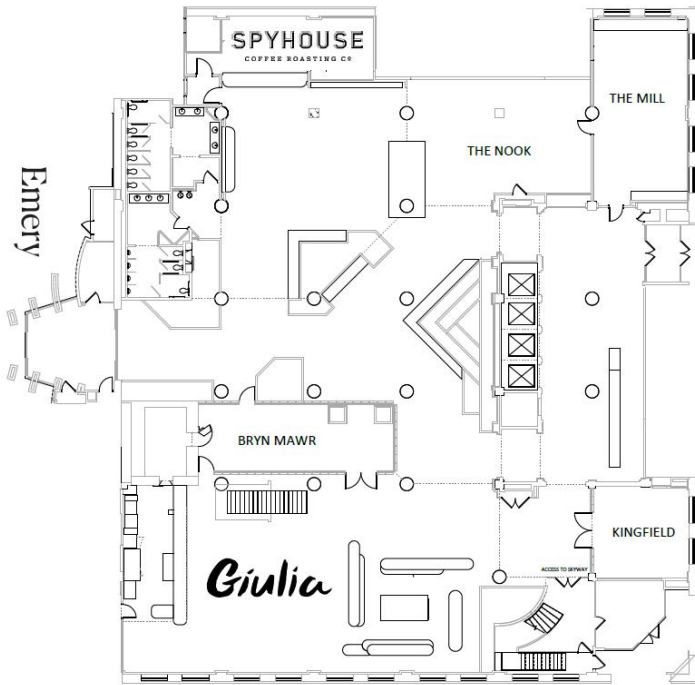 SPYHOUSE
COFFEE ROASTING Cº
THE MILL
THE NOOK
Emery
BRYN MAWR
KINGFIELD
Giulia
ACCESS TO SKYWAY